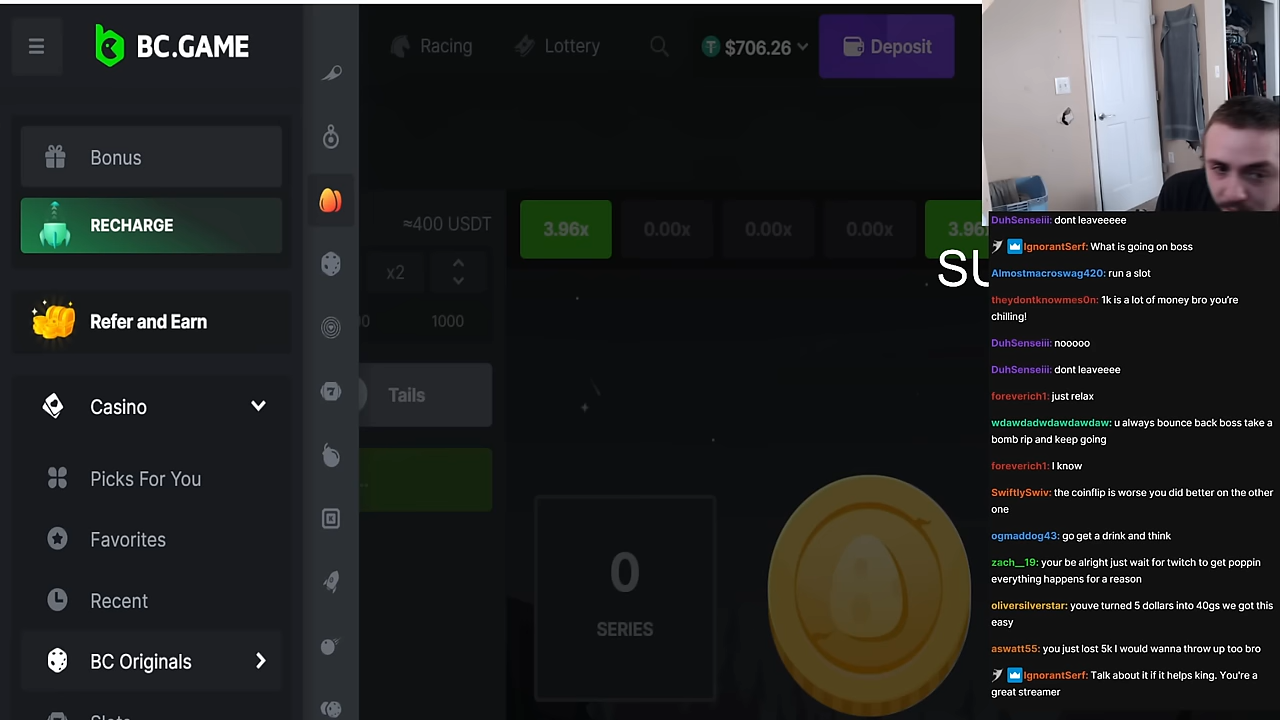 BC.GAME
Racing
Lottery
$706.26
Deposit
Bonus
RECHARGE
Refer and Earn
Casino
Picks For You
Favorites
Recent
BC Originals
≈400 USDT
x2
1000
Tails
3.96x
0.00x
0.00x
0.00x
0
SERIES
DuhSenseiii: dont leaveeeee
IgnorantSerf: What is going on boss
Almostmacroswag420: run a slot
theydontknowmes0n: 1k is a lot of money bro you're
chilling!
DuhSenseiii: nooooo
DuhSenseiii: dont leaveeee
foreverich1: just relax
wdawdadwdawdawdaw: u always bounce back boss take a
bomb rip and keep going
foreverich1: I know
SwiftlySwiv: the coinflip is worse you did better on the other
one
ogmaddog43: go get a drink and think
zach__19: your be alright just wait for twitch to get poppin
everything happens for a reason
oliversilverstar: youve turned 5 dollars into 40gs we got this
easy
aswatt55: you just lost 5k I would wanna throw up too bro
IgnorantSerf: Talk about it if it helps king. You're a
great streamer